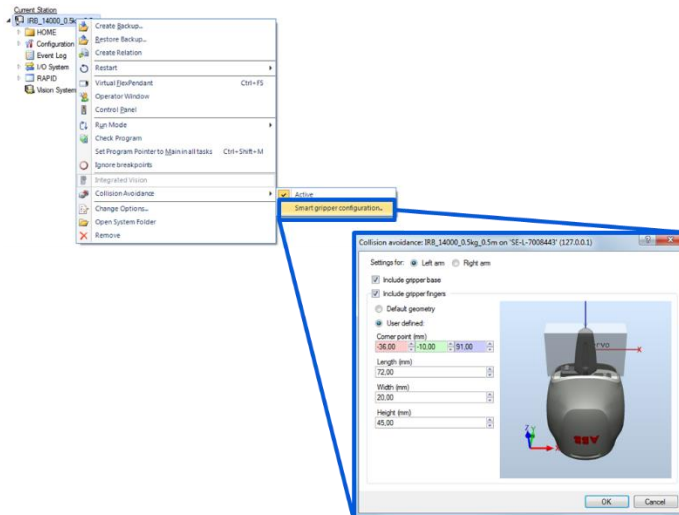 Current Station
IRB_14000_0.5kg_0.5m
HOME
Configuration
Event Log
I/O System
RAPID
Vision System
Create Backup...
Restore Backup...
Create Relation
Restart
Virtual FlexPendant Ctrl+F5
Operator Window
Control Panel
Run Mode
Check Program
Set Program Pointer to Main in all tasks Ctrl+Shift+M
Ignore breakpoints
Integrated Vision
Collision Avoidance
Change Options...
Open System Folder
Remove
Active
Smart gripper configuration...
Collision avoidance: IRB_14000_0.5kg_0.5m on 'SE-L-7008443' (127.0.0.1)
Settings for: Left arm Right arm
Include gripper base
Include gripper fingers
Default geometry
User defined:
Corner point (mm)
-36,00 -10,00 91,00
Length (mm)
72,00
Width (mm)
20,00
Height (mm)
45,00
X
Z Y
X
ABB
OK Cancel